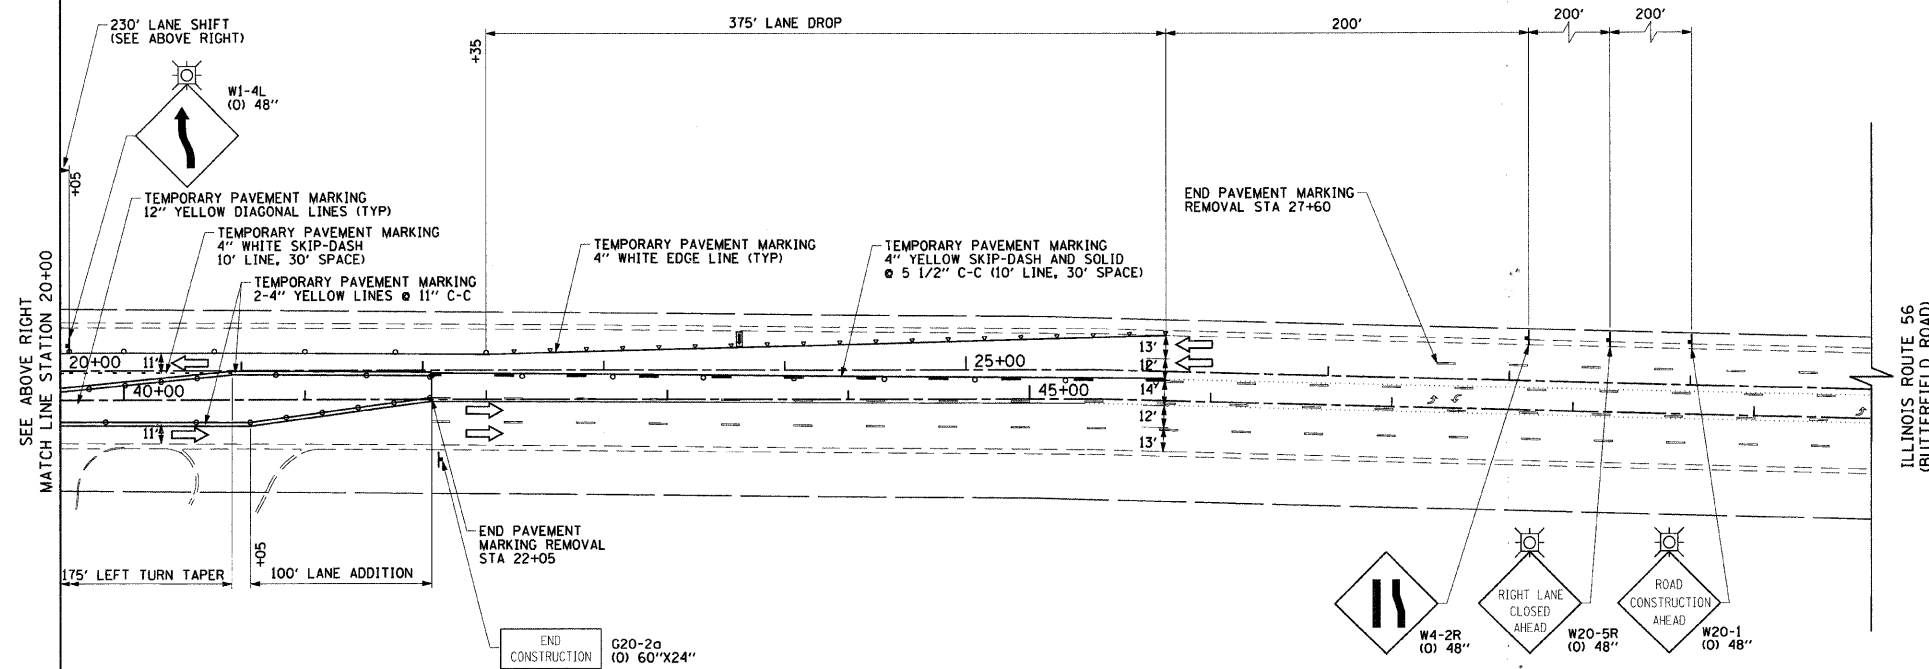 230' LANE SHIFT
(SEE ABOVE RIGHT)
375' LANE DROP
200'
200'
200'
+35
W1-4L
(O) 48"
+05
TEMPORARY PAVEMENT MARKING
12" YELLOW DIAGONAL LINES (TYP)
TEMPORARY PAVEMENT MARKING
4" WHITE SKIP-DASH
10' LINE, 30' SPACE)
TEMPORARY PAVEMENT MARKING
2-4" YELLOW LINES @ 11" C-C
TEMPORARY PAVEMENT MARKING
4" WHITE EDGE LINE (TYP)
TEMPORARY PAVEMENT MARKING
4" YELLOW SKIP-DASH AND SOLID
@ 5 1/2" C-C (10' LINE, 30' SPACE)
END PAVEMENT MARKING
REMOVAL STA 27+60
SEE ABOVE RIGHT
MATCH LINE STATION 20+00
20+00
11'
25+00
13'
12'
40+00
45+00
14'
12'
11'
13'
ILLINOIS ROUTE 56
(BUTTERFIELD ROAD)
END PAVEMENT
MARKING REMOVAL
STA 22+05
+05
175' LEFT TURN TAPER
100' LANE ADDITION
END
CONSTRUCTION
G20-2a
(O) 60"X24"
W4-2R
(O) 48"
RIGHT LANE
CLOSED
AHEAD
W20-5R
(O) 48"
ROAD
CONSTRUCTION
AHEAD
W20-1
(O) 48"